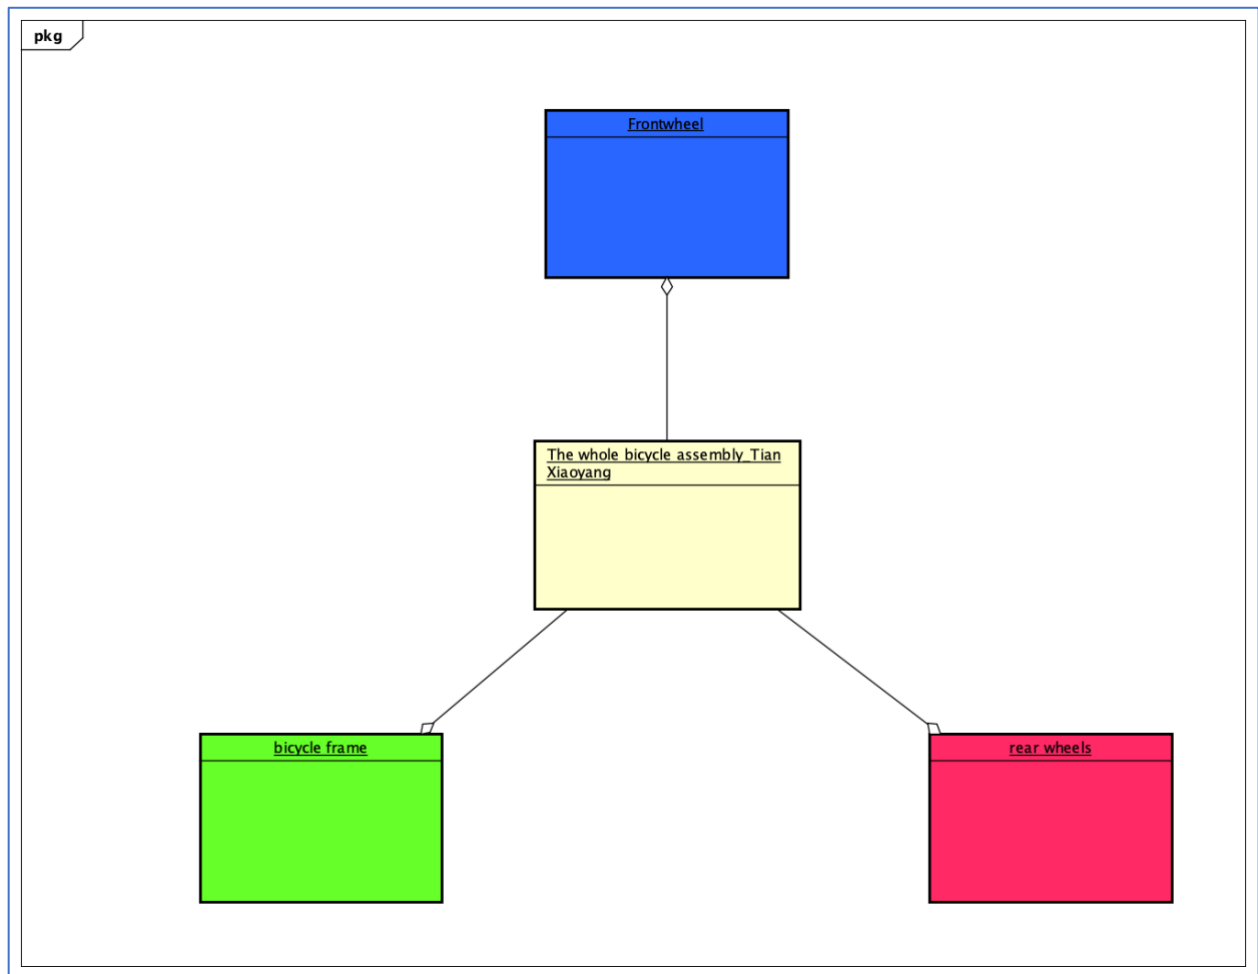 pkg
Frontwheel
The whole bicycle assembly_Tian
Xiaoyang
bicycle frame
rear wheels